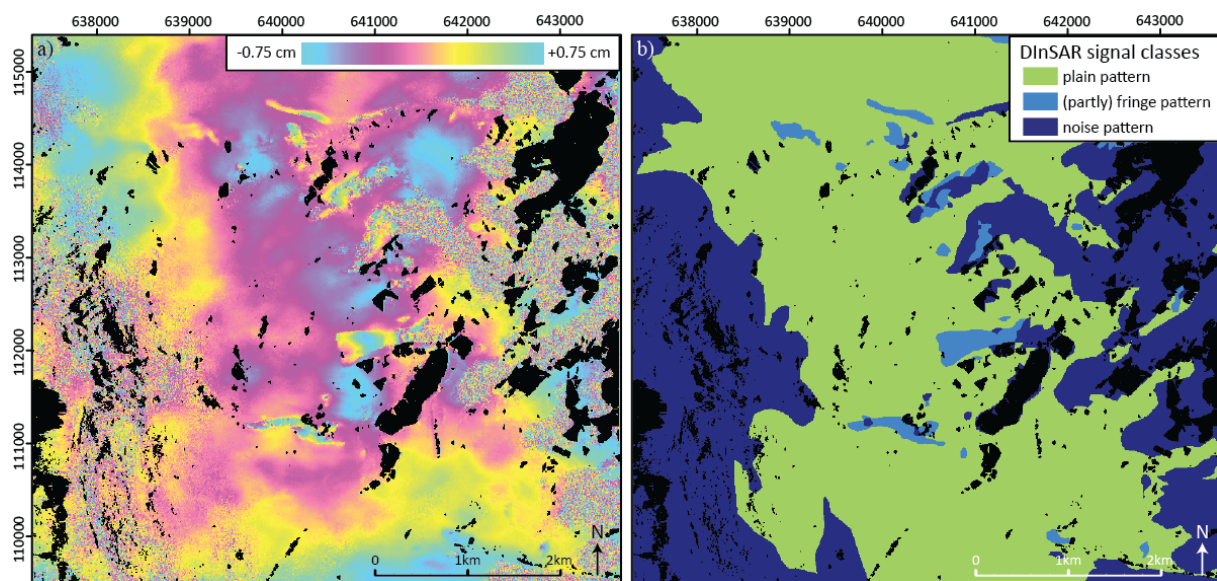 638000 639000 640000 641000 642000 643000
638000 639000 640000 641000 642000 643000
a)
-0.75 cm +0.75 cm
b)
DInSAR signal classes
plain pattern
(partly) fringe pattern
noise pattern
115000
114000
113000
112000
111000
110000
N
0 1km 2km
N
0 1km 2km